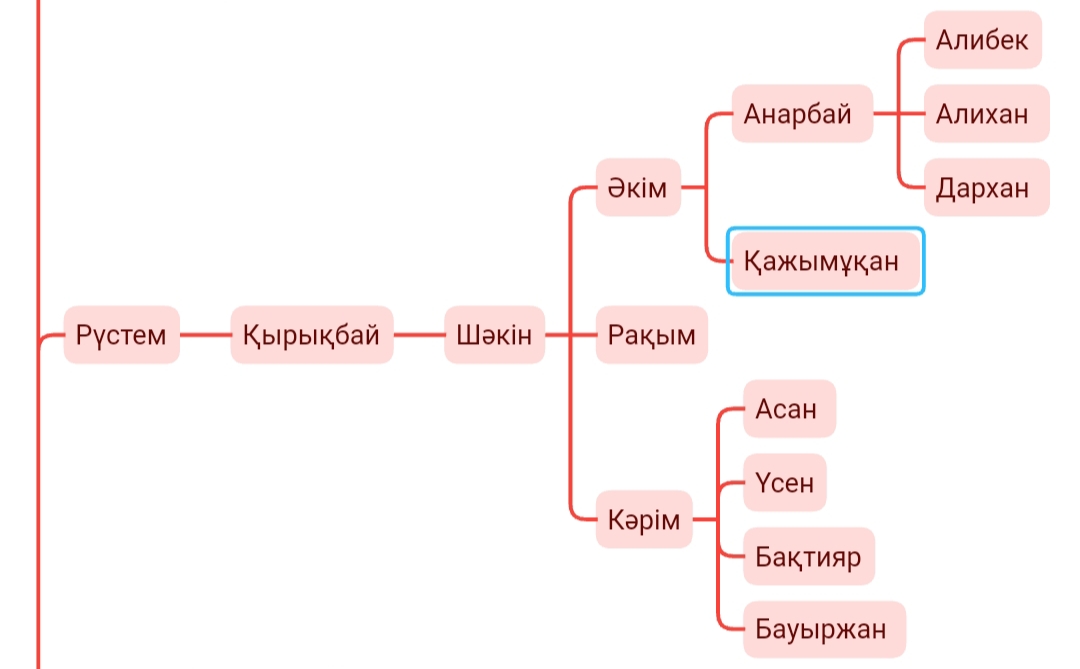 Алибек
Анарбай
Алихан
Әкім
Дархан
Қажымұқан
Рүстем
Қырықбай
Шәкін
Рақым
Асан
Үсен
Кәрім
Бақтияр
Бауыржан